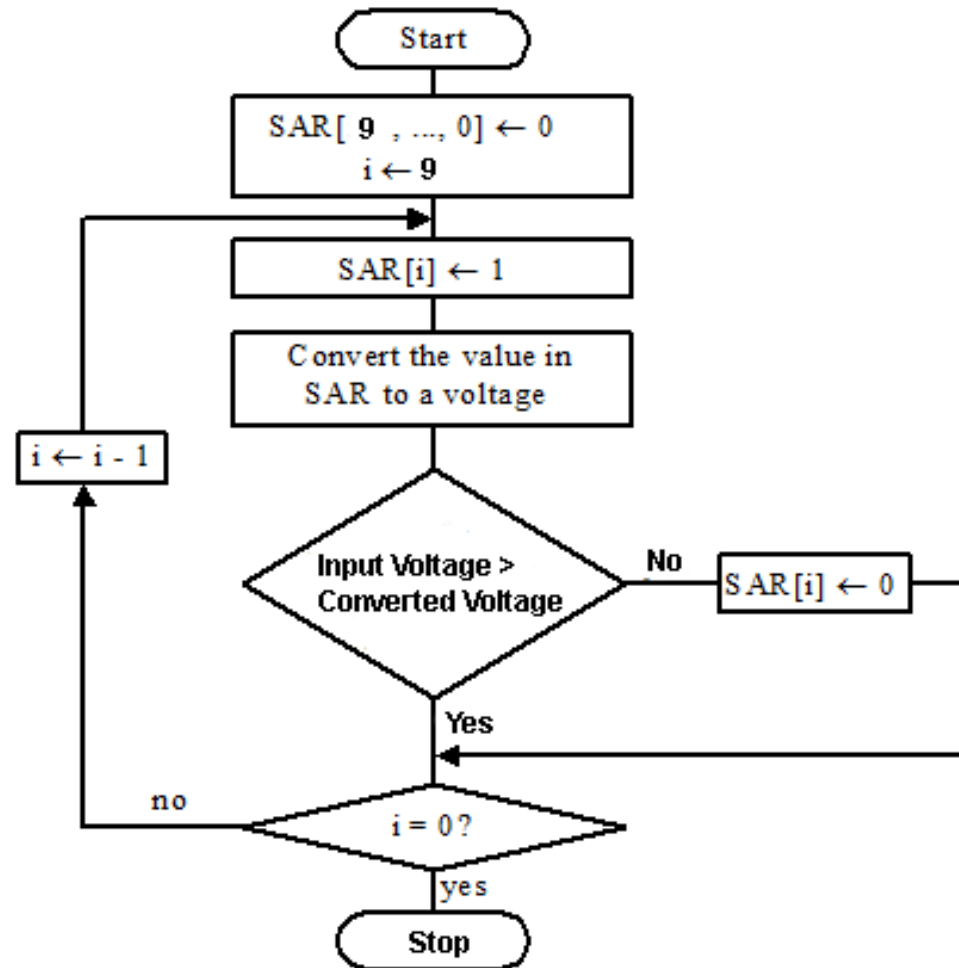 Start
SAR[ 9 , ..., 0] ← 0
i ← 9
SAR[i] ← 1
Convert the value in
SAR to a voltage
i ← i - 1
Input Voltage >
Converted Voltage
No
SAR[i] ← 0
Yes
no
i = 0?
yes
Stop